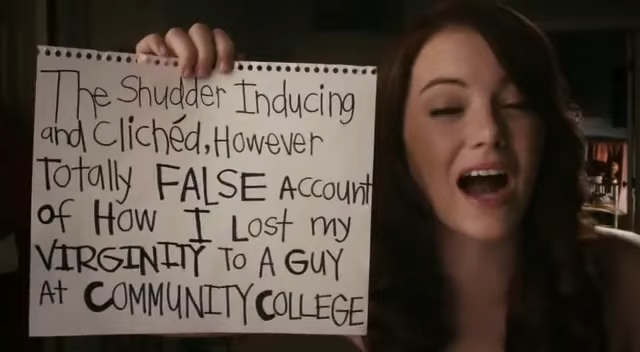 The Shudder Inducing
and Clichéd, However
Totally FALSE Account
of How I Lost my
VIRGINITY To A GUY
At COMMUNITY COLLEGE